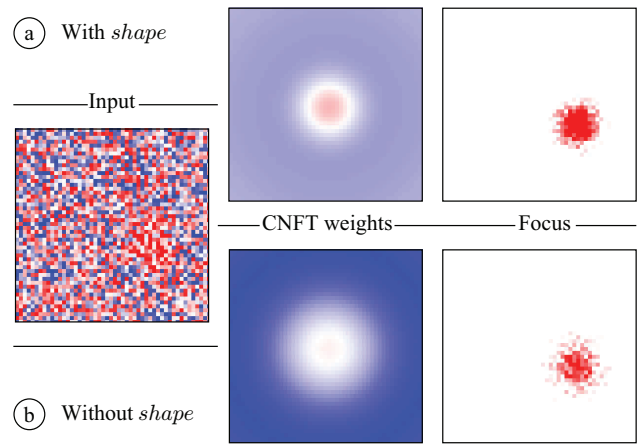 a With shape
Input
CNFT weights
Focus
b Without shape